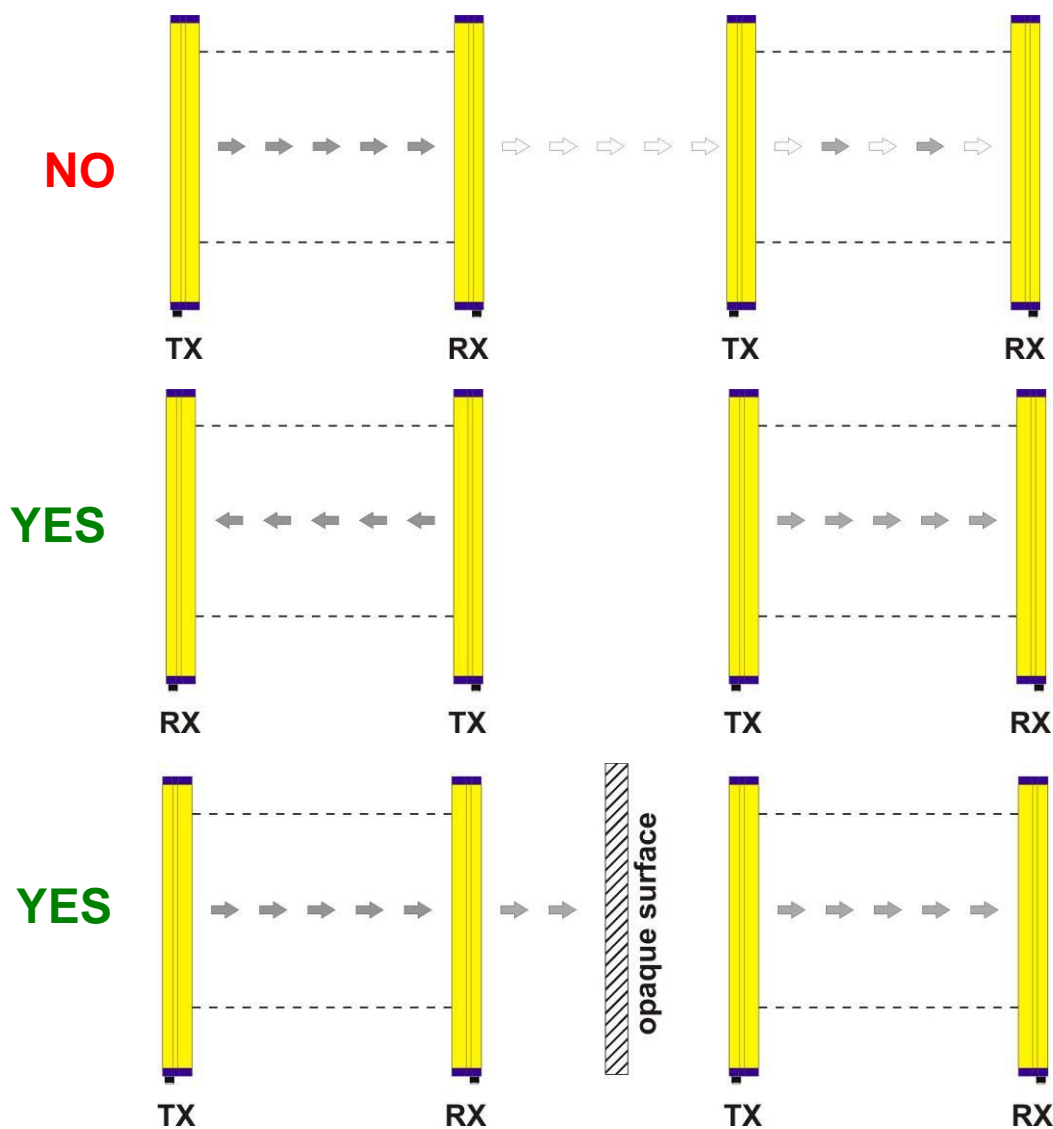 NO
TX RX TX RX
YES
RX TX TX RX
opaque surface
YES
TX RX TX RX